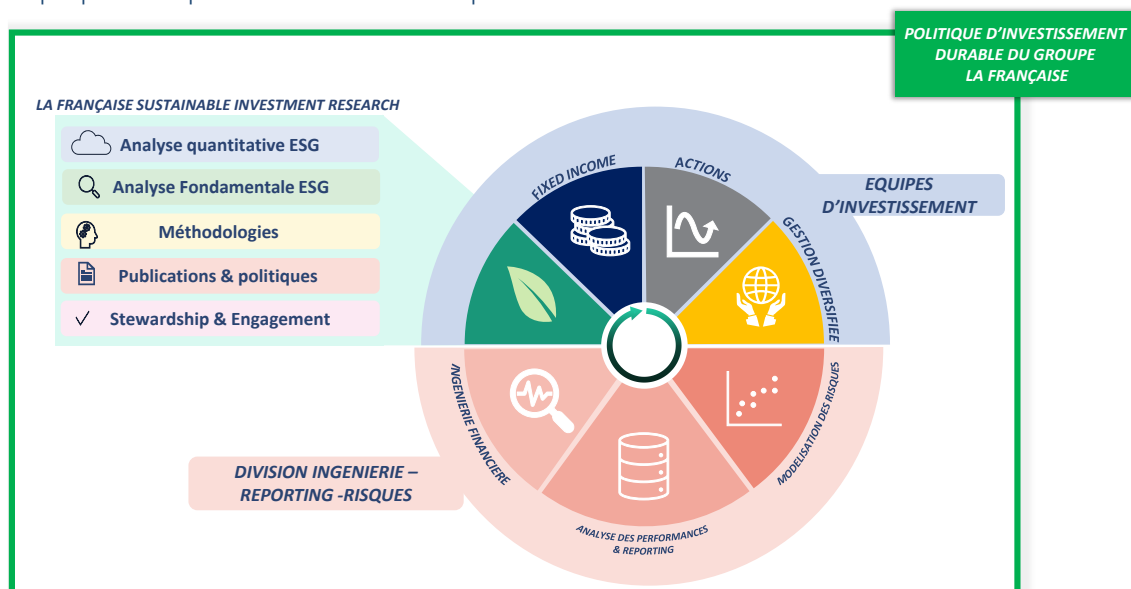 POLITIQUE D'INVESTISSEMENT
DURABLE DU GROUPE
LA FRANÇAISE
LA FRANÇAISE SUSTAINABLE INVESTMENT RESEARCH
Analyse quantitative ESG
Analyse Fondamentale ESG
Méthodologies
Publications & politiques
Stewardship & Engagement
FIXED INCOME
ACTIONS
GESTION DIVERSIFIEE
EQUIPES
D'INVESTISSEMENT
INGENIERIE FINANCIERE
MODELISATION DES RISQUES
DIVISION INGENIERIE –
REPORTING -RISQUES
ANALYSE DES PERFORMANCES
& REPORTING